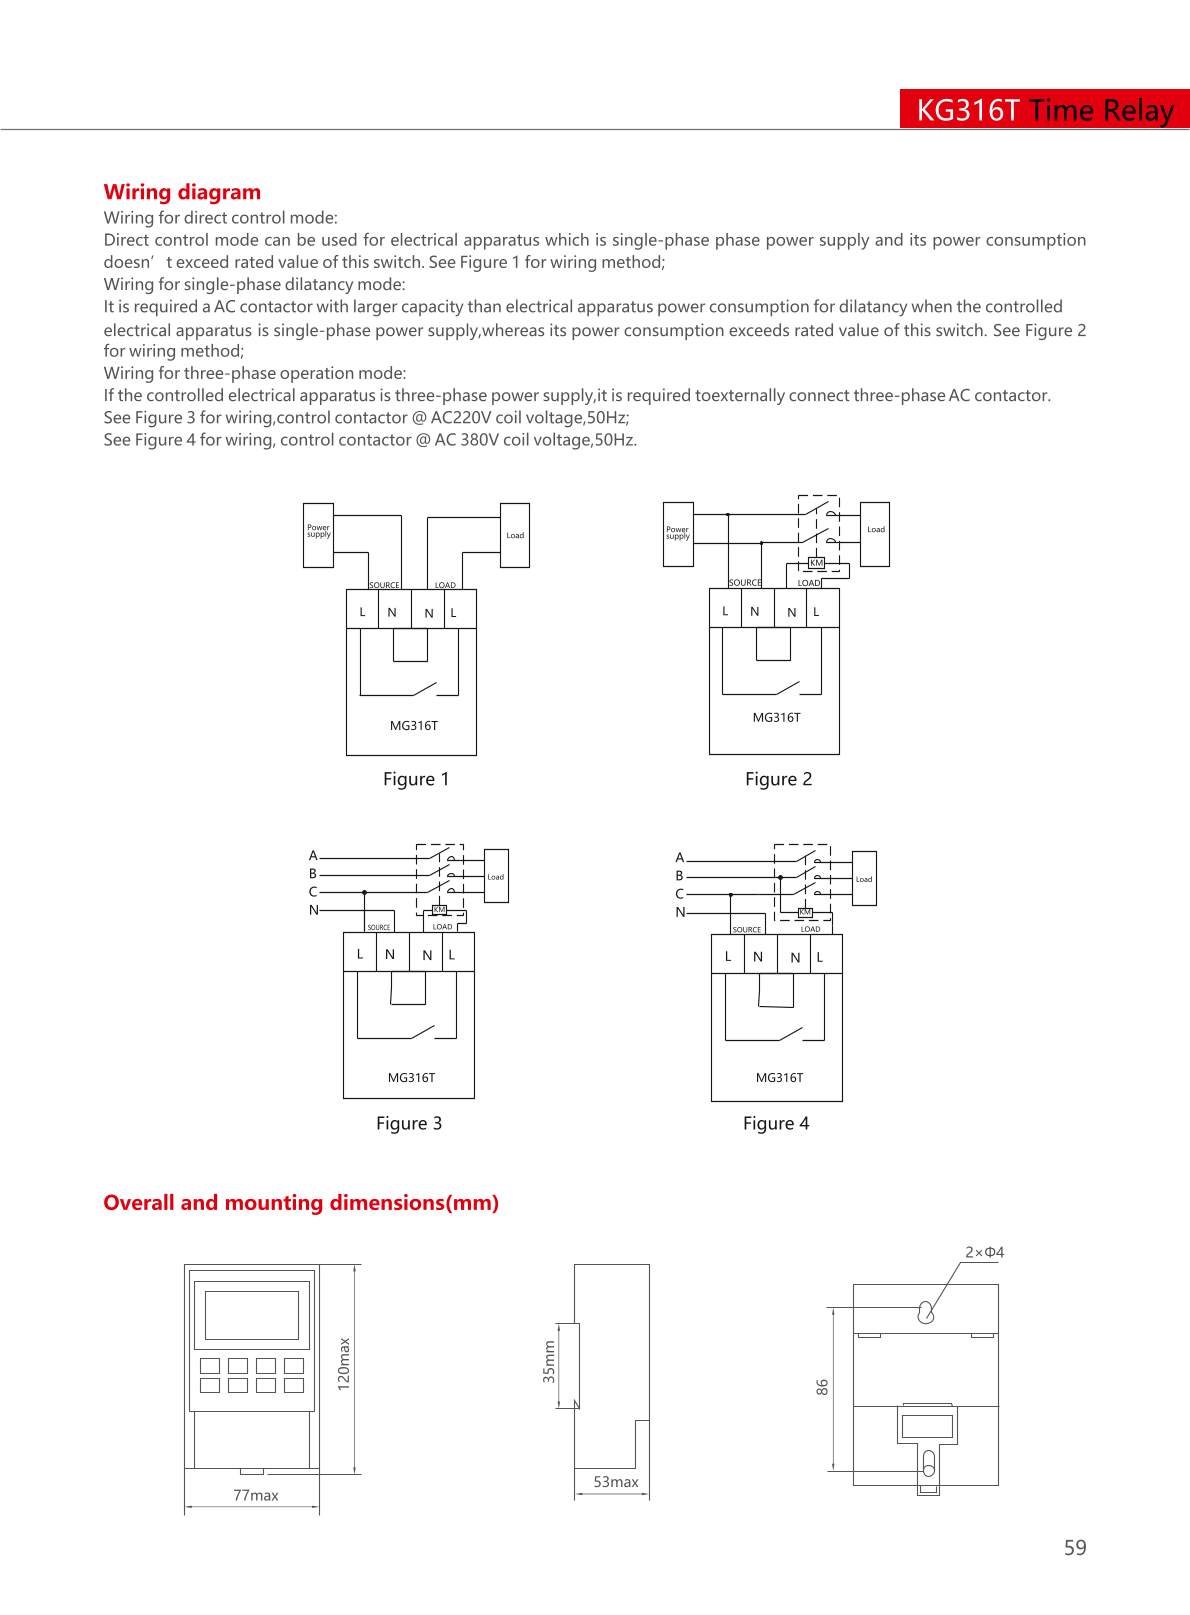 KG316T Time Relay
Wiring diagram
Wiring for direct control mode:
Direct control mode can be used for electrical apparatus which is single-phase phase power supply and its power consumption
doesn’t exceed rated value of this switch. See Figure 1 for wiring method;
Wiring for single-phase dilatancy mode:
It is required a AC contactor with larger capacity than electrical apparatus power consumption for dilatancy when the controlled
electrical apparatus is single-phase power supply,whereas its power consumption exceeds rated value of this switch. See Figure 2
for wiring method;
Wiring for three-phase operation mode:
If the controlled electrical apparatus is three-phase power supply,it is required toexternally connect three-phase AC contactor.
See Figure 3 for wiring,control contactor @ AC220V coil voltage,50Hz;
See Figure 4 for wiring, control contactor @ AC 380V coil voltage,50Hz.
Power
supply
Load
SOURCE
LOAD
L N N L
MG316T
Figure 1
Power
supply
Load
KM
SOURCE
LOAD
L N N L
MG316T
Figure 2
A
B
C
N
Load
KM
SOURCE
LOAD
L N N L
MG316T
Figure 3
A
B
C
N
Load
KM
SOURCE
LOAD
L N N L
MG316T
Figure 4
Overall and mounting dimensions(mm)
120max
77max
35mm
53max
2×Φ4
86
59